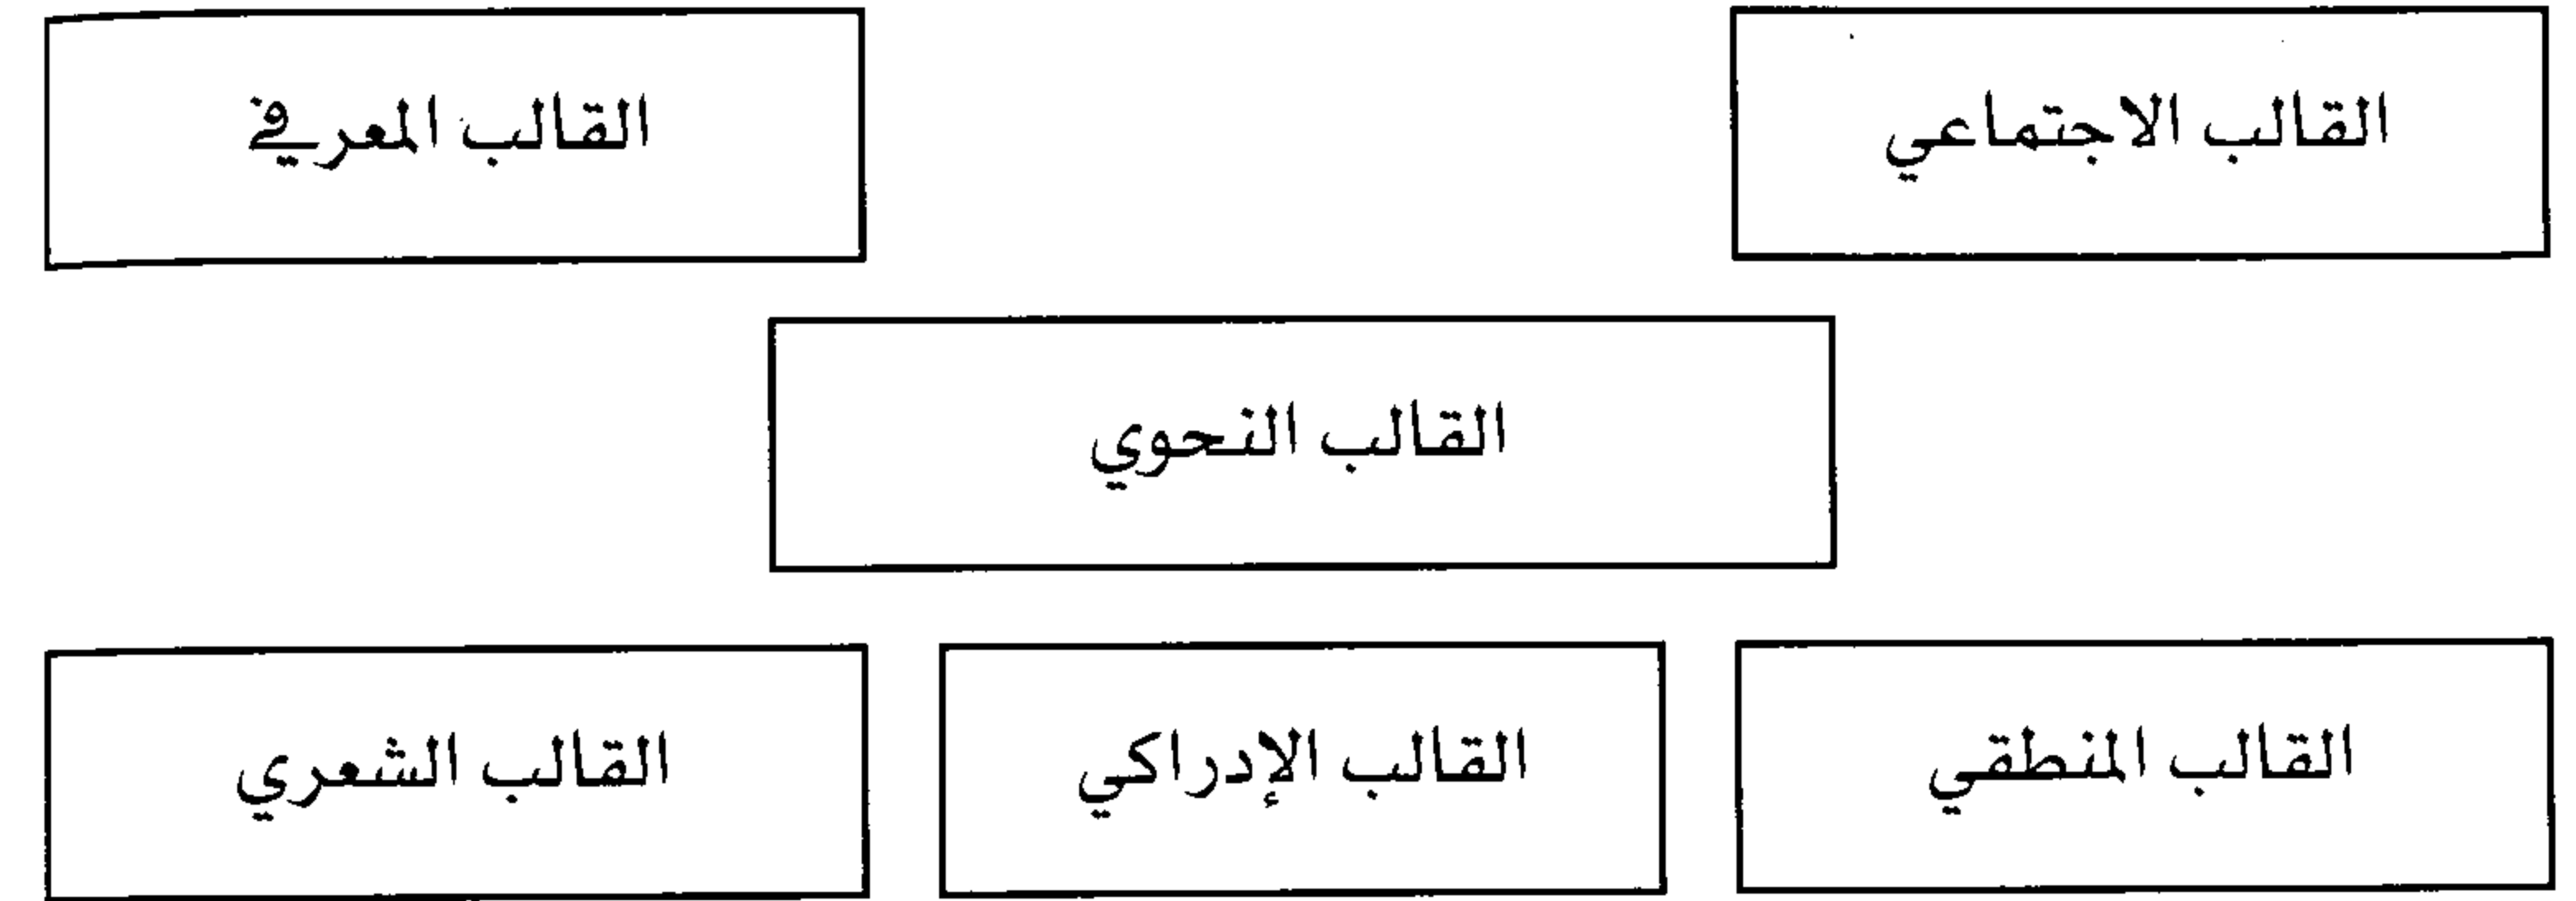 القالب الاجتماعي
القالب المعرفي
القالب النحوي
القالب المنطقي
القالب الإدراكي
القالب الشعري